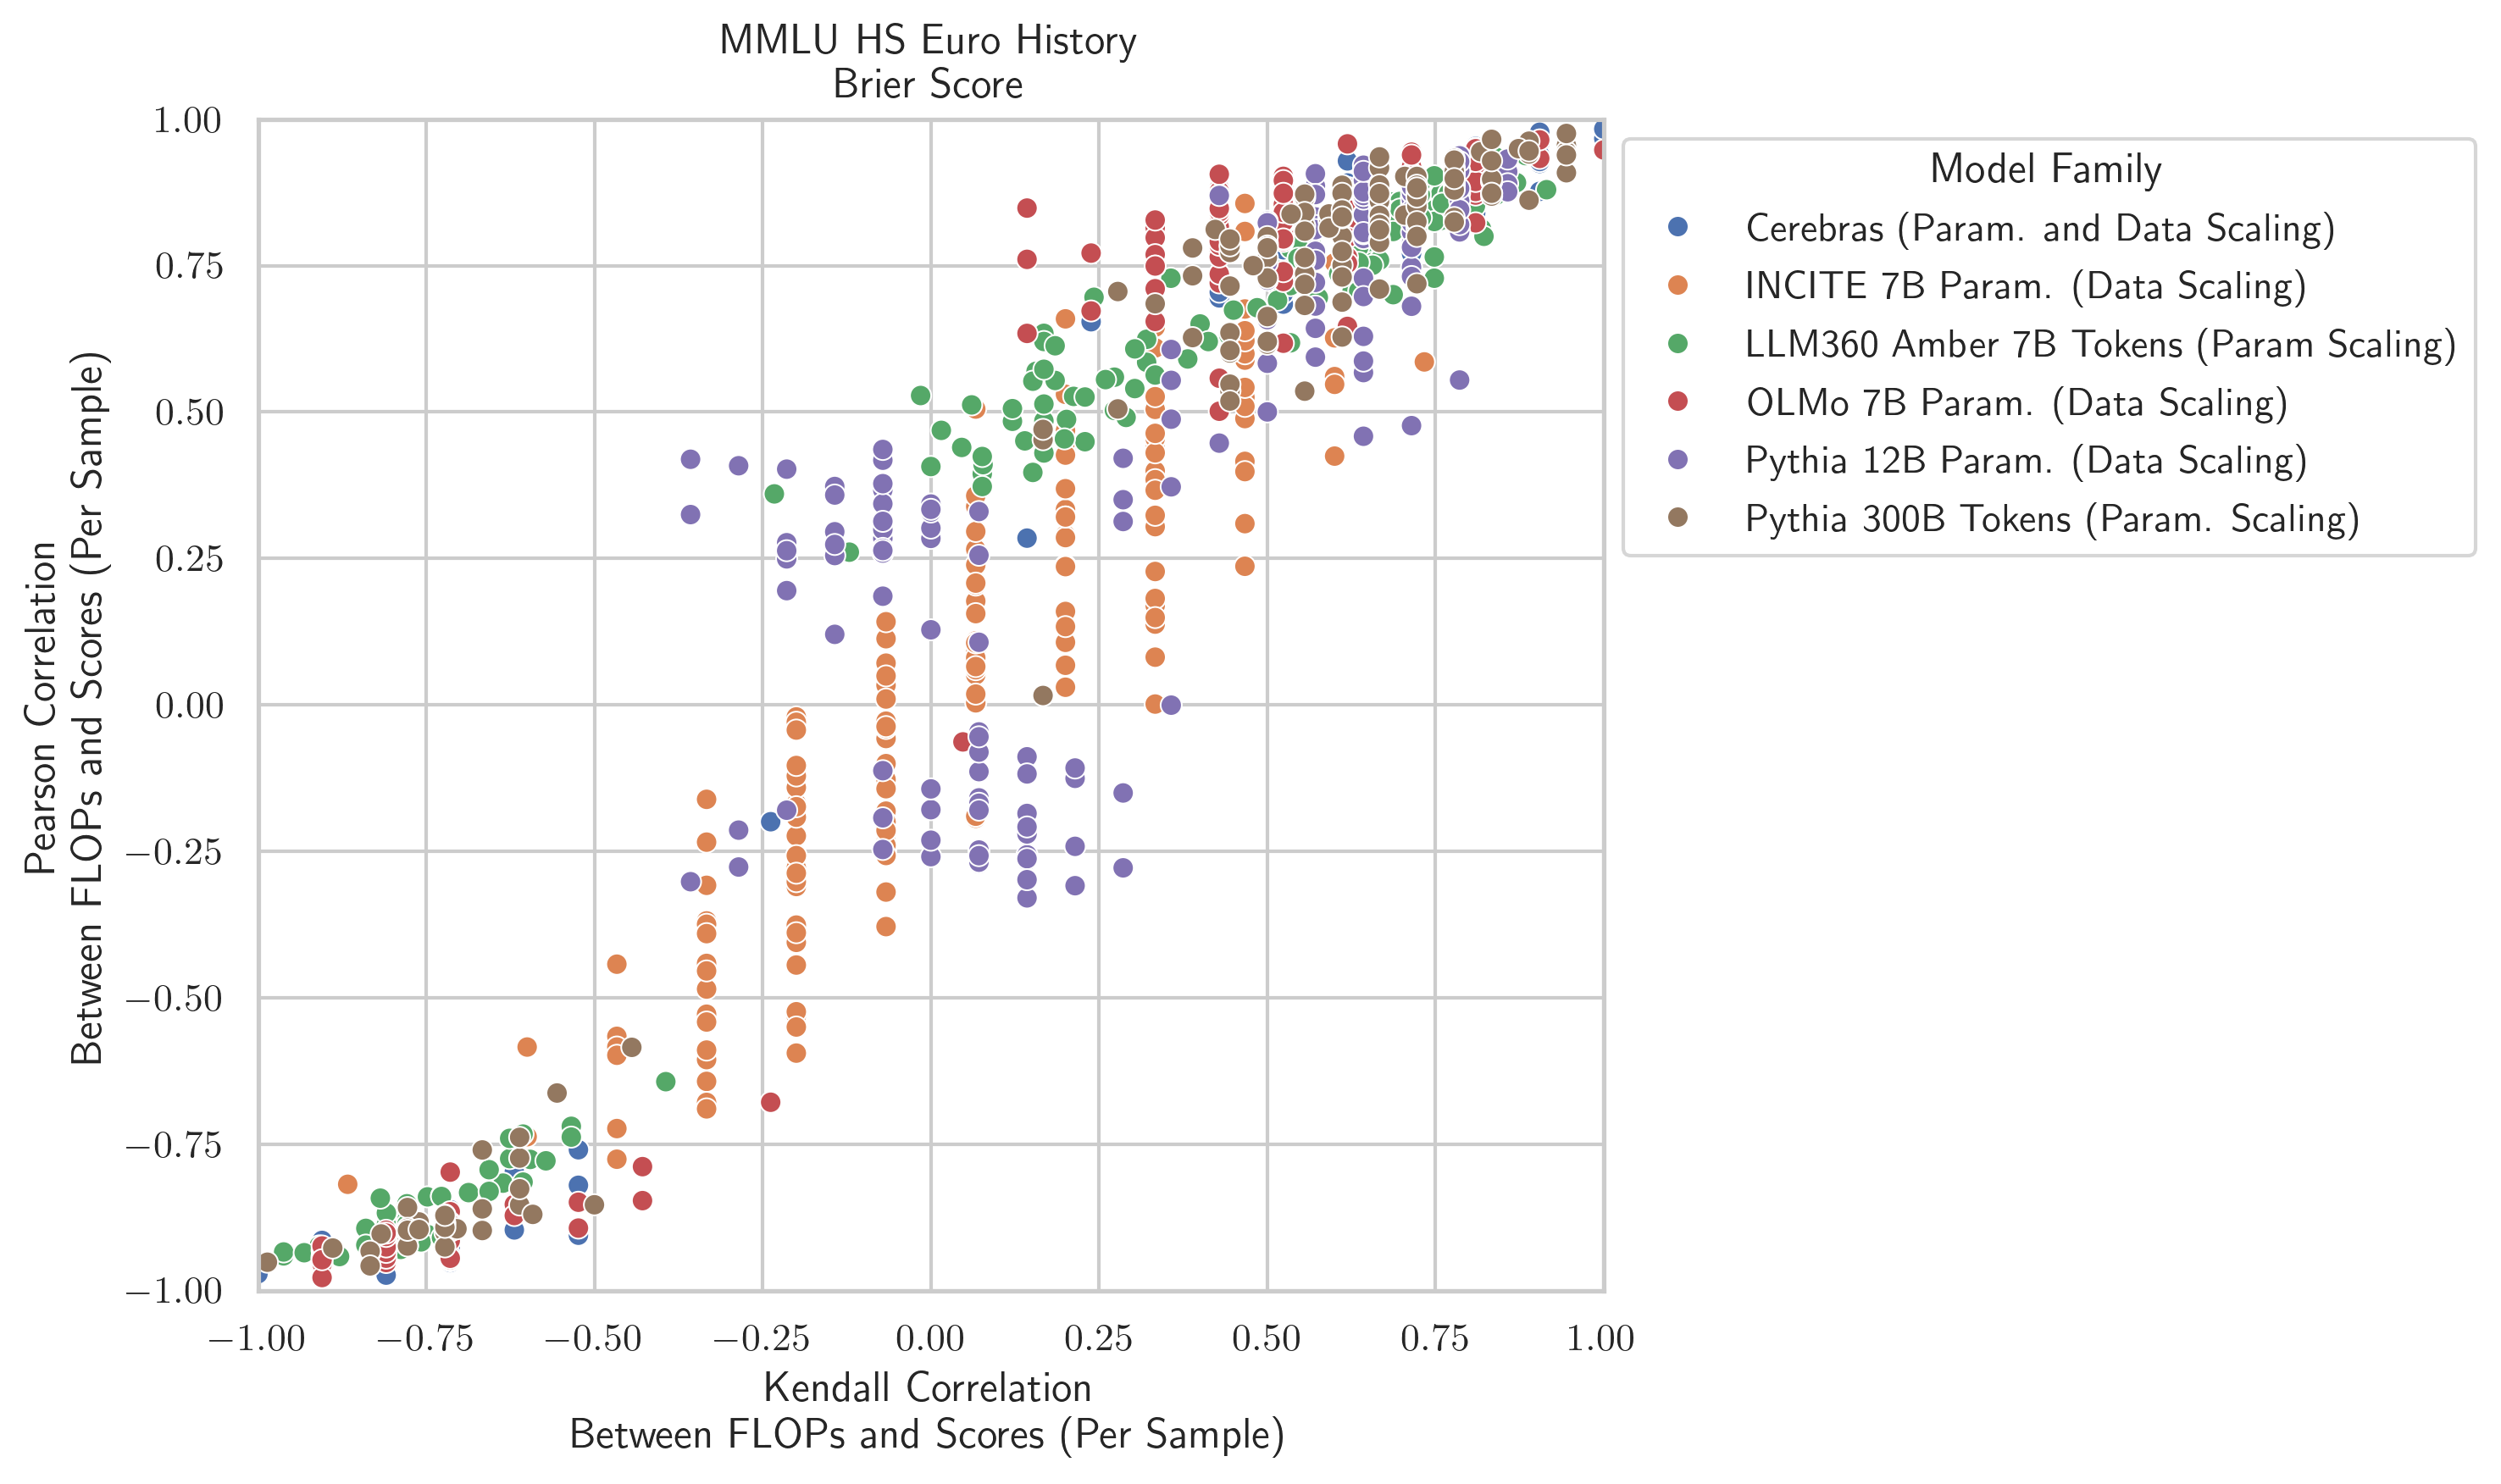 MMLU HS Euro History
Brier Score
1.00
0.75
0.50
0.25
0.00
−0.25
−0.50
−0.75
−1.00
Pearson Correlation
Between FLOPs and Scores (Per Sample)
−1.00 −0.75 −0.50 −0.25 0.00 0.25 0.50 0.75 1.00
Kendall Correlation
Between FLOPs and Scores (Per Sample)
Model Family
Cerebras (Param. and Data Scaling)
INCITE 7B Param. (Data Scaling)
LLM360 Amber 7B Tokens (Param Scaling)
OLMo 7B Param. (Data Scaling)
Pythia 12B Param. (Data Scaling)
Pythia 300B Tokens (Param. Scaling)